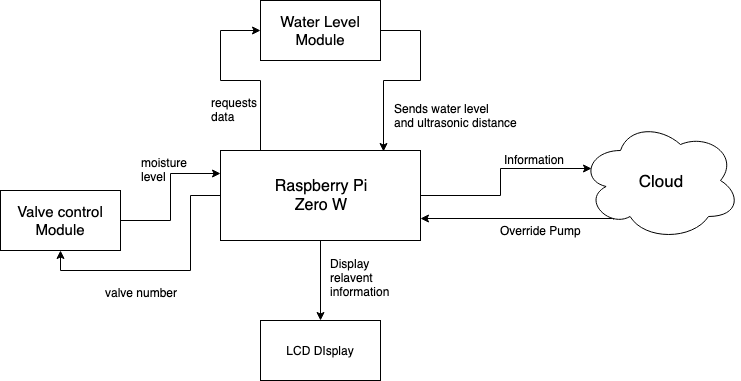 Water Level
Module
requests
data
Sends water level
and ultrasonic distance
moisture
level
Information
Raspberry Pi
Zero W
Cloud
Valve control
Module
Override Pump
valve number
Display
relavent
information
LCD DIsplay